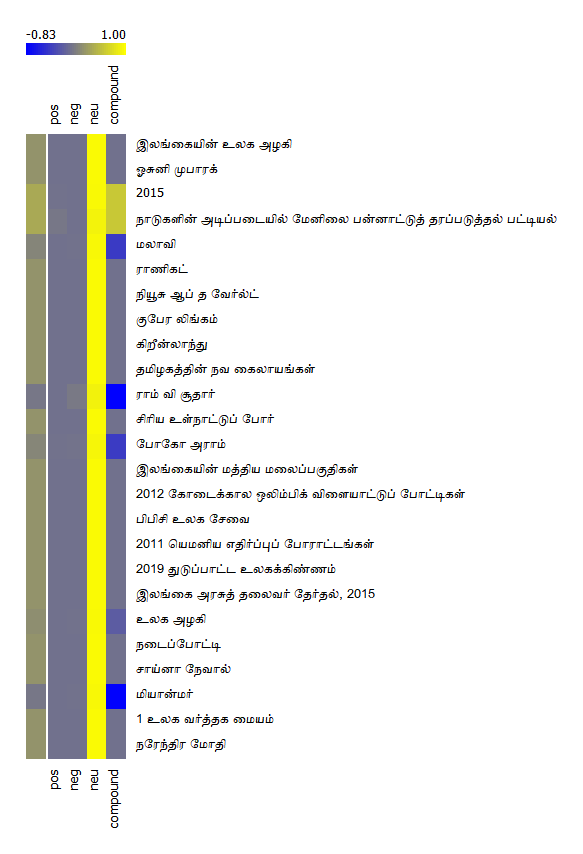 -0.83 1.00
pos neg neu compound
இலங்கையின் உலக அழகி
ஓசுனி முபாரக்
2015
நாடுகளின் அடிப்படையில் மேனிலை பன்னாட்டுத் தரப்படுத்தல் பட்டியல்
மலாவி
ராணிகட்
நியூசு ஆப் த வேர்ல்ட்
குபேர லிங்கம்
கிறீன்லாந்து
தமிழகத்தின் நவ கைலாயங்கள்
ராம் வி சூதார்
சிரிய உள்நாட்டுப் போர்
போகோ அராம்
இலங்கையின் மத்திய மலைப்பகுதிகள்
2012 கோடைக்கால ஒலிம்பிக் விளையாட்டுப் போட்டிகள்
பிபிசி உலக சேவை
2011 யெமனிய எதிர்ப்புப் போராட்டங்கள்
2019 துடுப்பாட்ட உலகக்கிண்ணம்
இலங்கை அரசுத் தலைவர் தேர்தல், 2015
உலக அழகி
நடைப்போட்டி
சாய்னா நேவால்
மியான்மர்
1 உலக வர்த்தக மையம்
நரேந்திர மோதி
pos neg neu compound